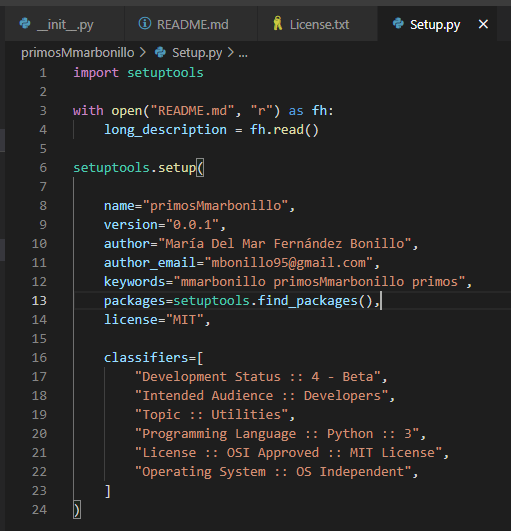 __init__.py README.md License.txt Setup.py ×
primosMmarbonillo > Setup.py > ...
1 import setuptools
2
3 with open("README.md", "r") as fh:
4 long_description = fh.read()
5
6 setuptools.setup(
7
8 name="primosMmarbonillo",
9 version="0.0.1",
10 author="María Del Mar Fernández Bonillo",
11 author_email="mbonillo95@gmail.com",
12 keywords="mmarbonillo primosMmarbonillo primos",
13 packages=setuptools.find_packages(),
14 license="MIT",
15
16 classifiers=[
17 "Development Status :: 4 - Beta",
18 "Intended Audience :: Developers",
19 "Topic :: Utilities",
20 "Programming Language :: Python :: 3",
21 "License :: OSI Approved :: MIT License",
22 "Operating System :: OS Independent",
23 ]
24 )